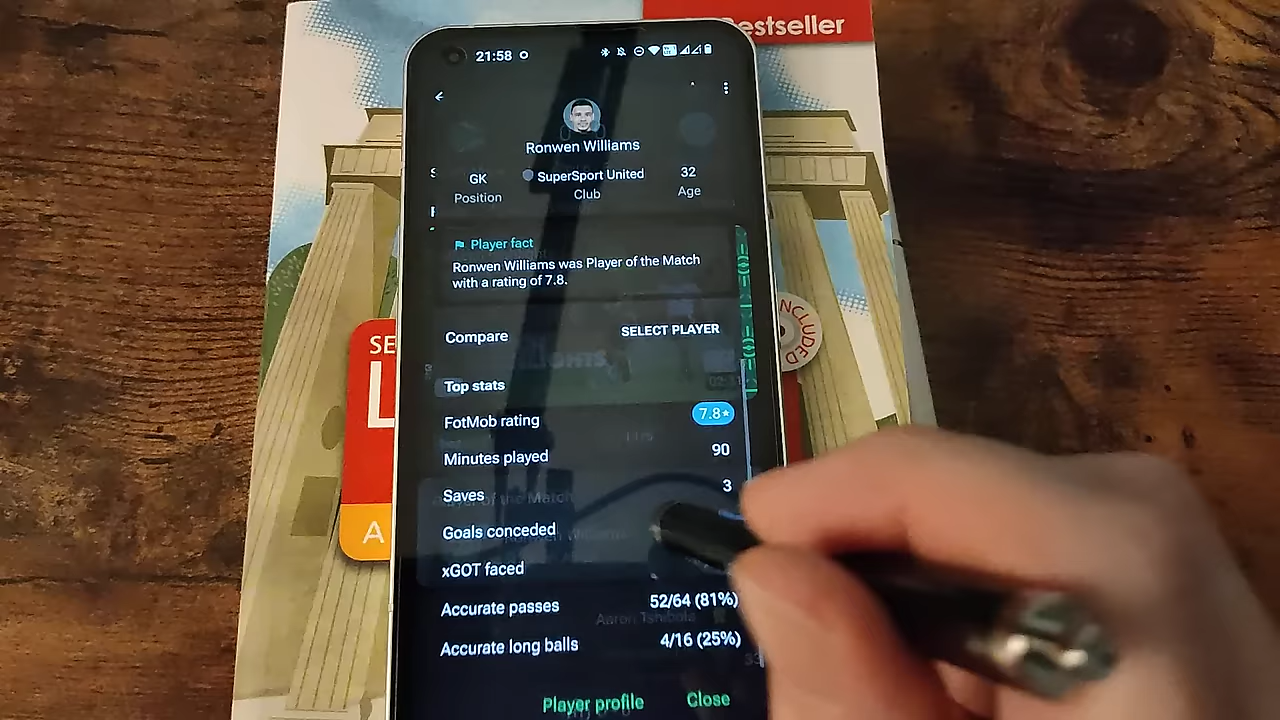 Bestseller
21:58
Ronwen Williams
GK
SuperSport United
32
Position
Club
Age
Player fact
Ronwen Williams was Player of the Match
with a rating of 7.8.
Compare
SELECT PLAYER
INCLUDED
SE
L
A
Top stats
FotMob rating
7.8
Minutes played
90
Saves
3
Goals conceded
xGOT faced
Accurate passes
52/64 (81%)
Accurate long balls
4/16 (25%)
Player profile
Close